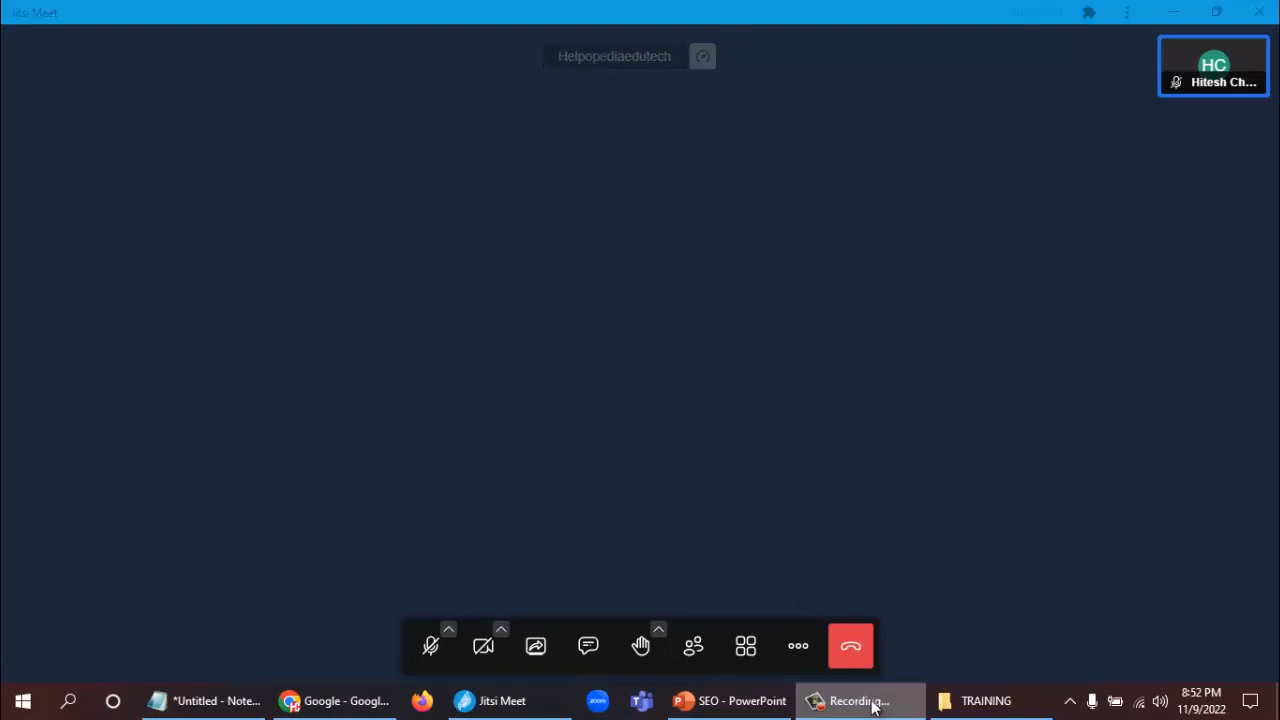 Jitsi Meet
Helpopediaedutech
HC
Hitesh Ch...
*Untitled - Note...
Google - Googl...
Jitsi Meet
zoom
SEO - PowerPoint
Recording...
TRAINING
8:52 PM
11/9/2022